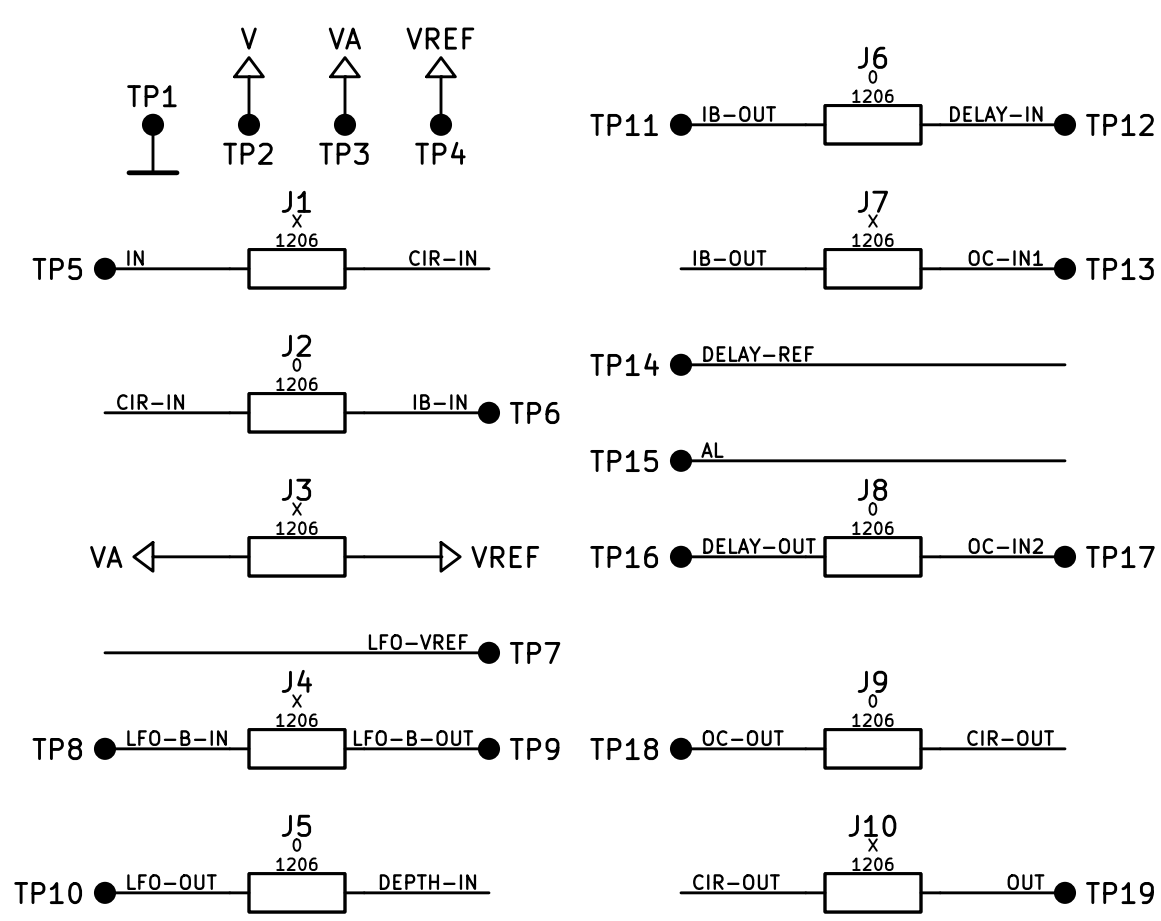 V VA VREF
TP1
TP2 TP3 TP4
J1
X
1206
TP5 IN CIR-IN
J2
0
1206
CIR-IN IB-IN TP6
J3
X
1206
VA VREF
LFO-VREF TP7
J4
X
1206
TP8 LFO-B-IN LFO-B-OUT TP9
J5
0
1206
TP10 LFO-OUT DEPTH-IN
J6
0
1206
TP11 IB-OUT DELAY-IN TP12
J7
X
1206
IB-OUT OC-IN1 TP13
TP14 DELAY-REF
TP15 AL
J8
0
1206
TP16 DELAY-OUT OC-IN2 TP17
J9
0
1206
TP18 OC-OUT CIR-OUT
J10
X
1206
CIR-OUT OUT TP19